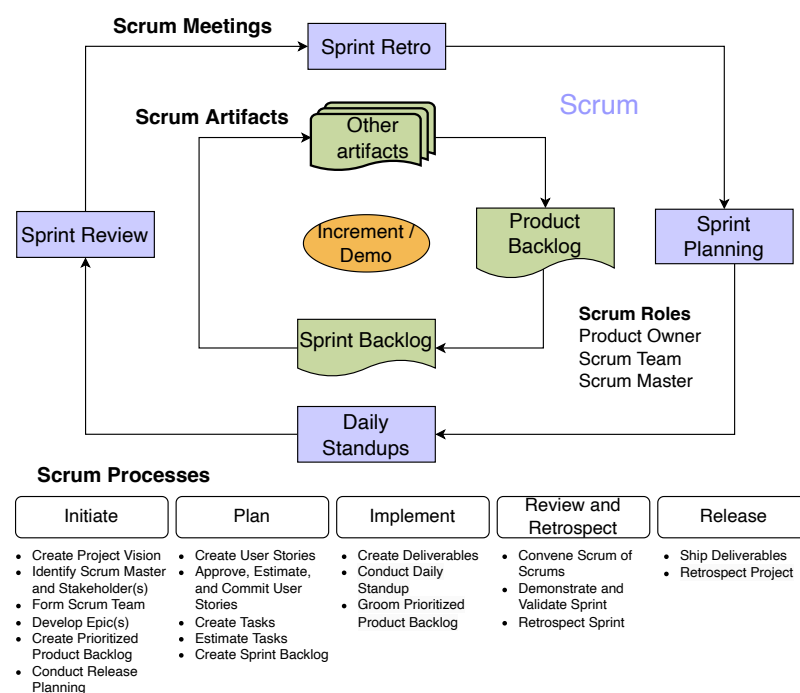 Scrum Meetings
Sprint Retro
Scrum
Scrum Artifacts
Other
artifacts
Sprint Review
Increment /
Demo
Product
Backlog
Sprint
Planning
Scrum Roles
Product Owner
Scrum Team
Scrum Master
Sprint Backlog
Daily
Standups
Scrum Processes
Initiate
• Create Project Vision
• Identify Scrum Master
and Stakeholder(s)
• Form Scrum Team
• Develop Epic(s)
• Create Prioritized
Product Backlog
• Conduct Release
Planning
Plan
• Create User Stories
• Approve, Estimate,
and Commit User
Stories
• Create Tasks
• Estimate Tasks
• Create Sprint Backlog
Implement
• Create Deliverables
• Conduct Daily
Standup
• Groom Prioritized
Product Backlog
Review and
Retrospect
• Convene Scrum of
Scrums
• Demonstrate and
Validate Sprint
• Retrospect Sprint
Release
• Ship Deliverables
• Retrospect Project